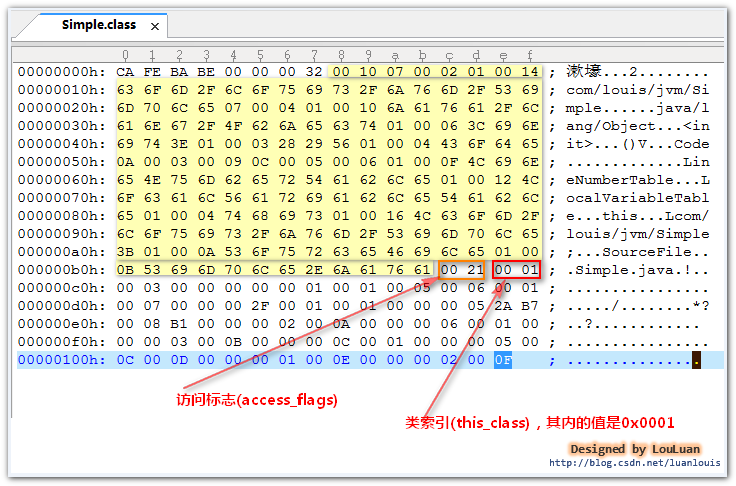 Simple.class ×
0 1 2 3 4 5 6 7 8 9 a b c d e f
00000000h: CA FE BA BE 00 00 00 32 00 10 07 00 02 01 00 14 ; 漱壕...2........
00000010h: 63 6F 6D 2F 6C 6F 75 69 73 2F 6A 76 6D 2F 53 69 ; com/louis/jvm/Si
00000020h: 6D 70 6C 65 07 00 04 01 00 10 6A 61 76 61 2F 6C ; mple......java/l
00000030h: 61 6E 67 2F 4F 62 6A 65 63 74 01 00 06 3C 69 6E ; ang/Object...<in
00000040h: 69 74 3E 01 00 03 28 29 56 01 00 04 43 6F 64 65 ; it>...()V...Code
00000050h: 0A 00 03 00 09 0C 00 05 00 06 01 00 0F 4C 69 6E ; .............Lin
00000060h: 65 4E 75 6D 62 65 72 54 61 62 6C 65 01 00 12 4C ; eNumberTable...L
00000070h: 6F 63 61 6C 56 61 72 69 61 62 6C 65 54 61 62 6C ; ocalVariableTabl
00000080h: 65 01 00 04 74 68 69 73 01 00 16 4C 63 6F 6D 2F ; e...this...Lcom/
00000090h: 6C 6F 75 69 73 2F 6A 76 6D 2F 53 69 6D 70 6C 65 ; louis/jvm/Simple
000000a0h: 3B 01 00 0A 53 6F 75 72 63 65 46 69 6C 65 01 00 ; ;...SourceFile..
000000b0h: 0B 53 69 6D 70 6C 65 2E 6A 61 76 61 00 21 00 01 ; .Simple.java.!..
000000c0h: 00 03 00 00 00 00 00 01 00 01 00 05 00 06 00 01 ; ................
000000d0h: 00 07 00 00 00 2F 00 01 00 01 00 00 00 05 2A B7 ; ...../........*?
000000e0h: 00 08 B1 00 00 00 02 00 0A 00 00 00 06 00 01 00 ; ..?.............
000000f0h: 00 00 03 00 0B 00 00 00 0C 00 01 00 00 00 05 00 ; ................
00000100h: 0C 00 0D 00 00 00 01 00 0E 00 00 00 02 00 0F ; ...............
访问标志(access_flags)
类索引(this_class)，其内的值是0x0001
Designed by LouLuan
http://blog.csdn.net/luanlouis